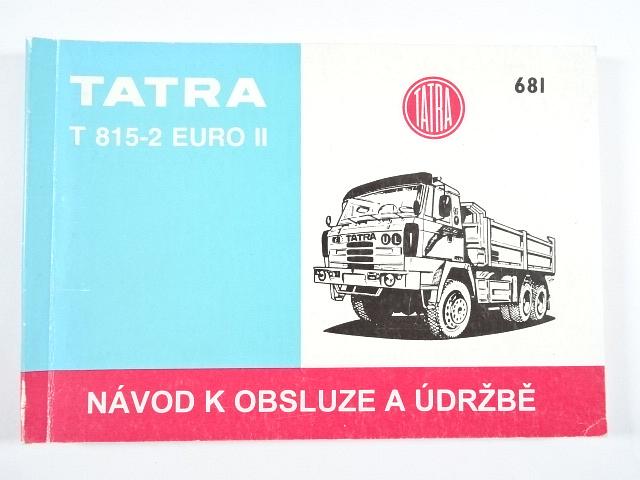 TATRA
T 815-2 EURO II
TATRA
681
TATRA
NÁVOD K OBSLUZE A ÚDRŽBĚ